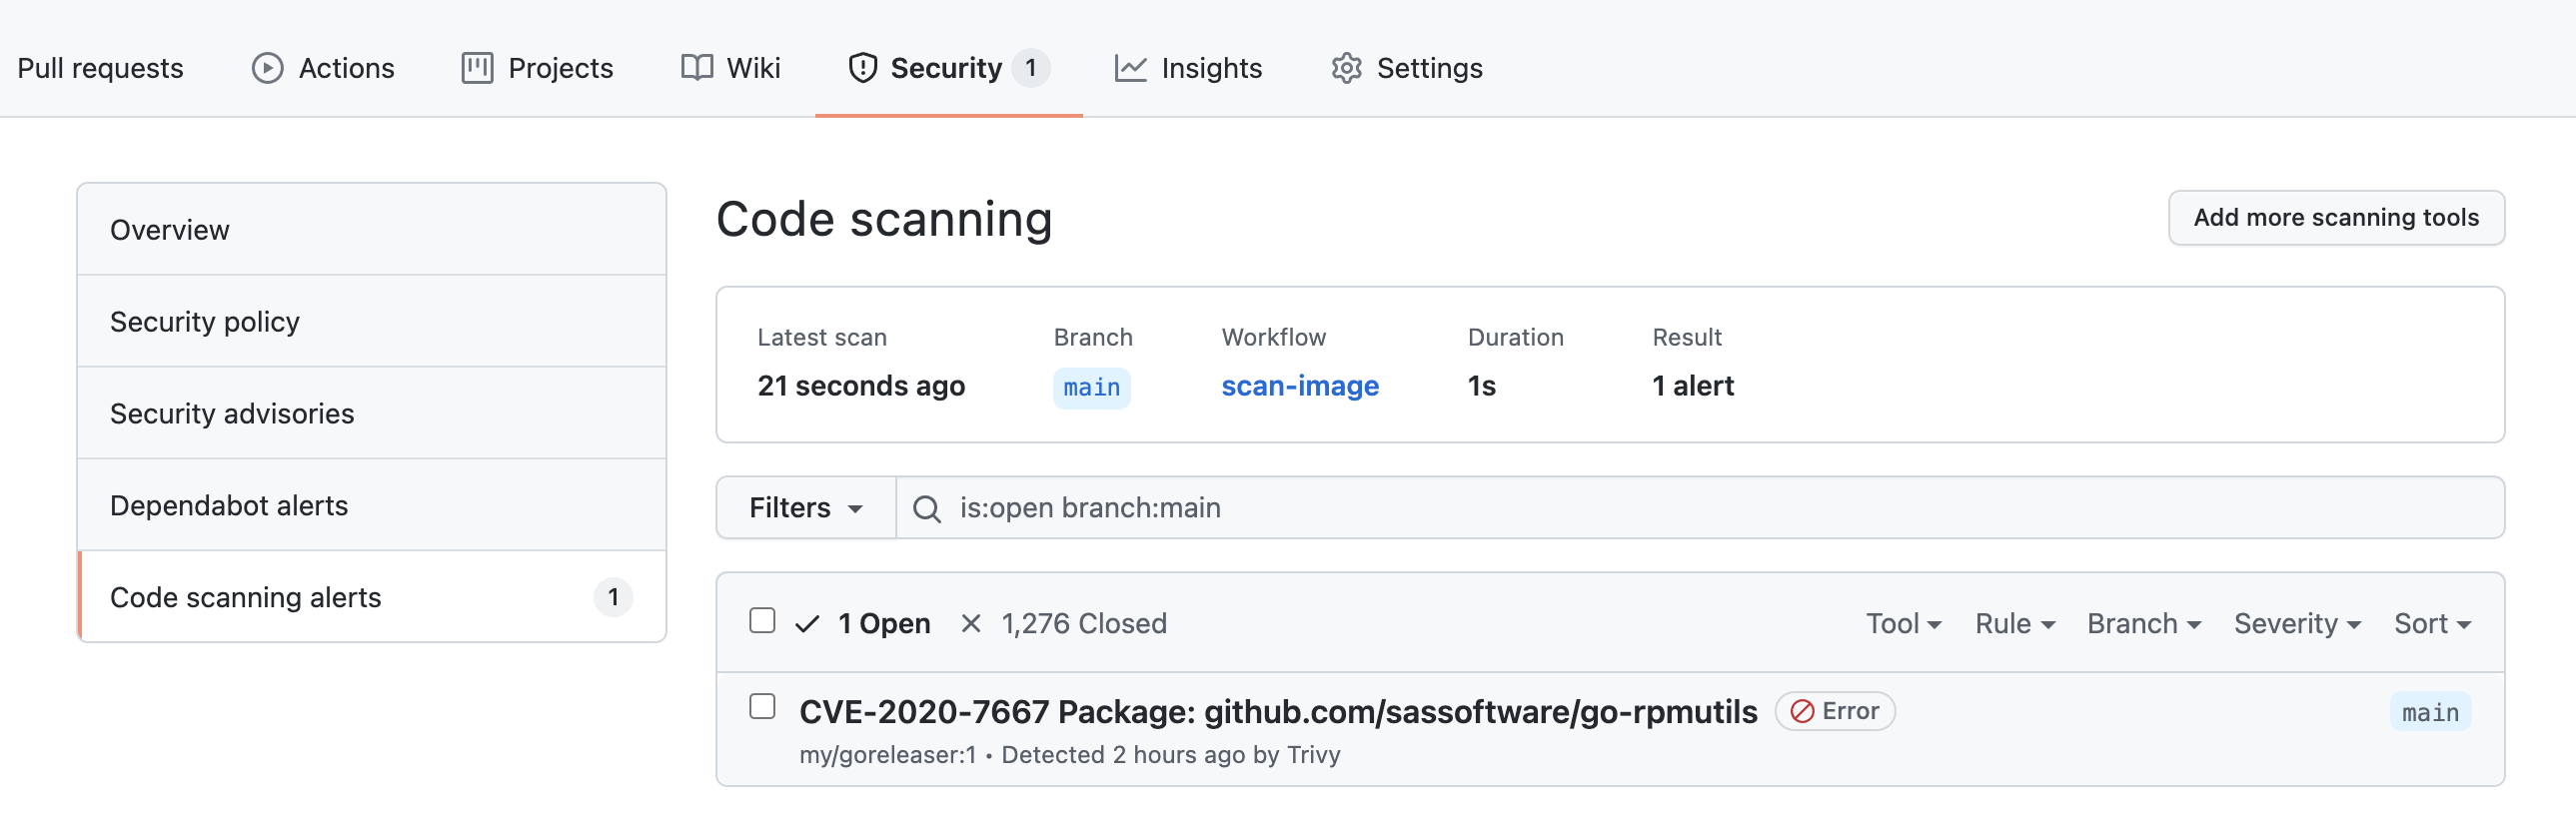 Pull requests Actions Projects Wiki Security 1 Insights Settings
Overview
Security policy
Security advisories
Dependabot alerts
Code scanning alerts 1
Code scanning Add more scanning tools
Latest scan Branch Workflow Duration Result
21 seconds ago main scan-image 1s 1 alert
Filters is:open branch:main
1 Open 1,276 Closed Tool Rule Branch Severity Sort
CVE-2020-7667 Package: github.com/sassoftware/go-rpmutils Error main
my/goreleaser:1 • Detected 2 hours ago by Trivy